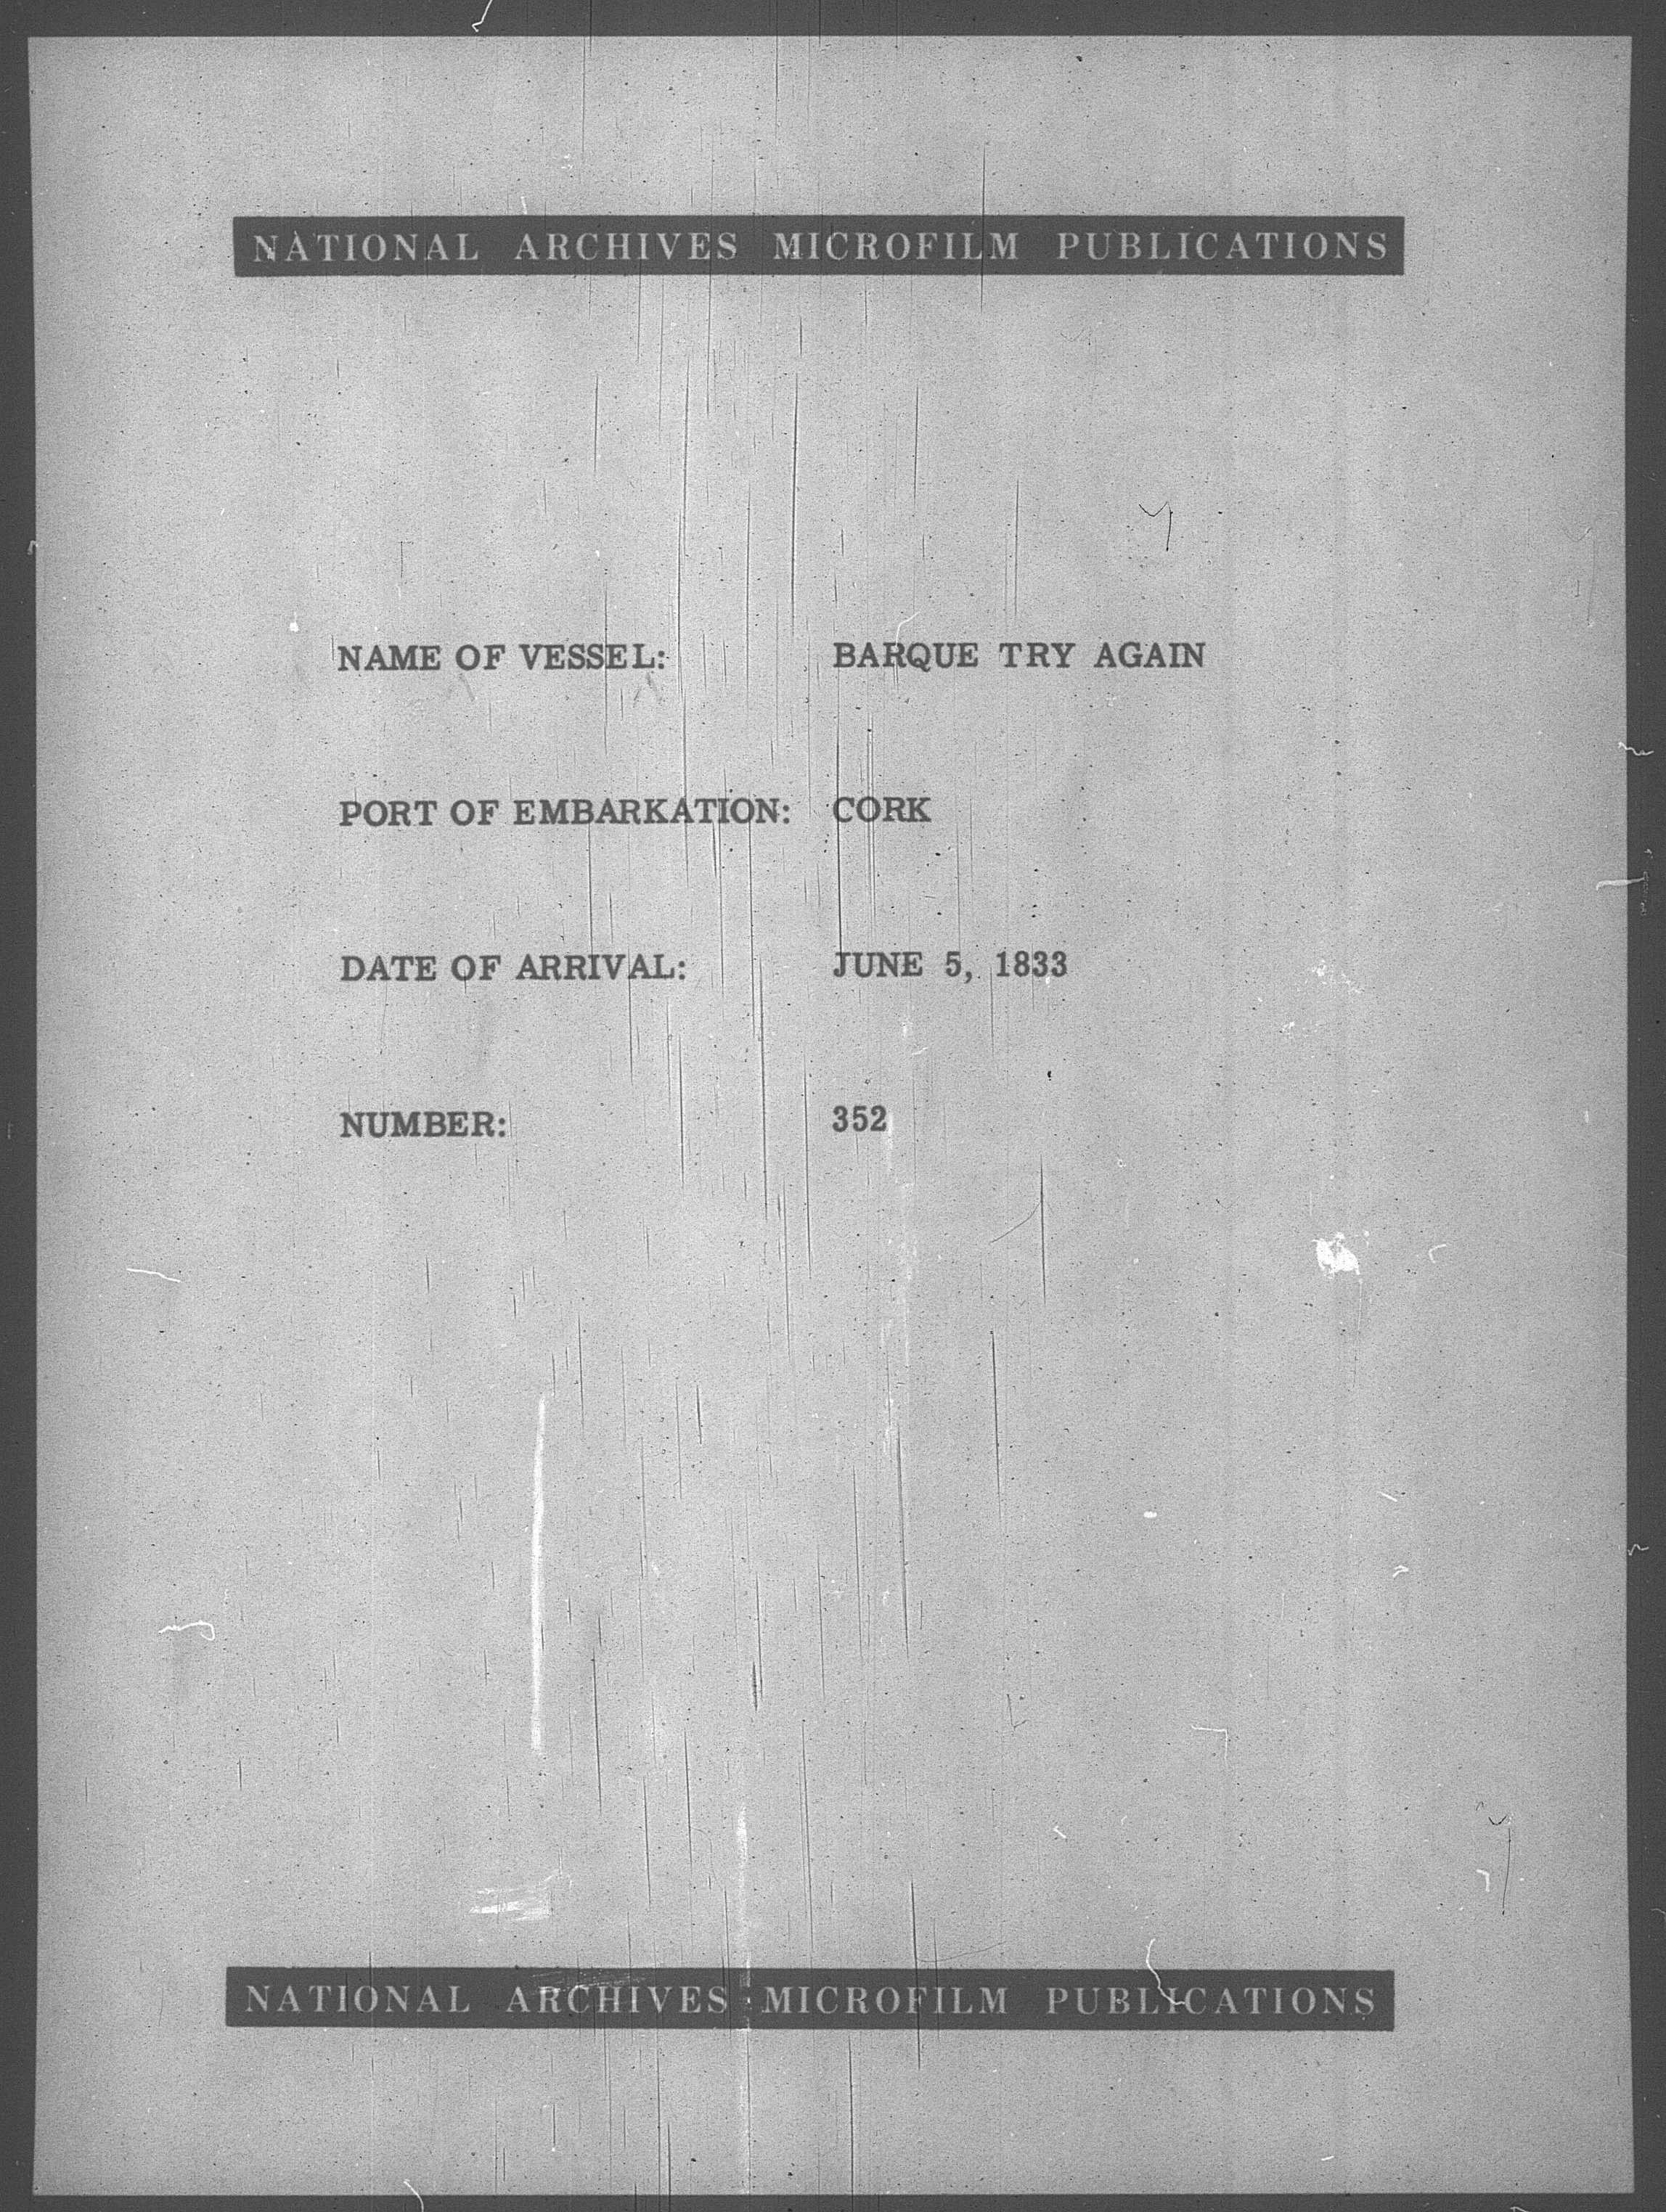 NATIONAL ARCHIVES MICROFILM PUBLICATIONS
NAME OF VESSEL: BARQUE TRY AGAIN
PORT OF EMBARKATION: CORK
DATE OF ARRIVAL: JUNE 5, 1833
NUMBER: 352
NATIONAL ARCHIVES MICROFILM PUBLICATIONS